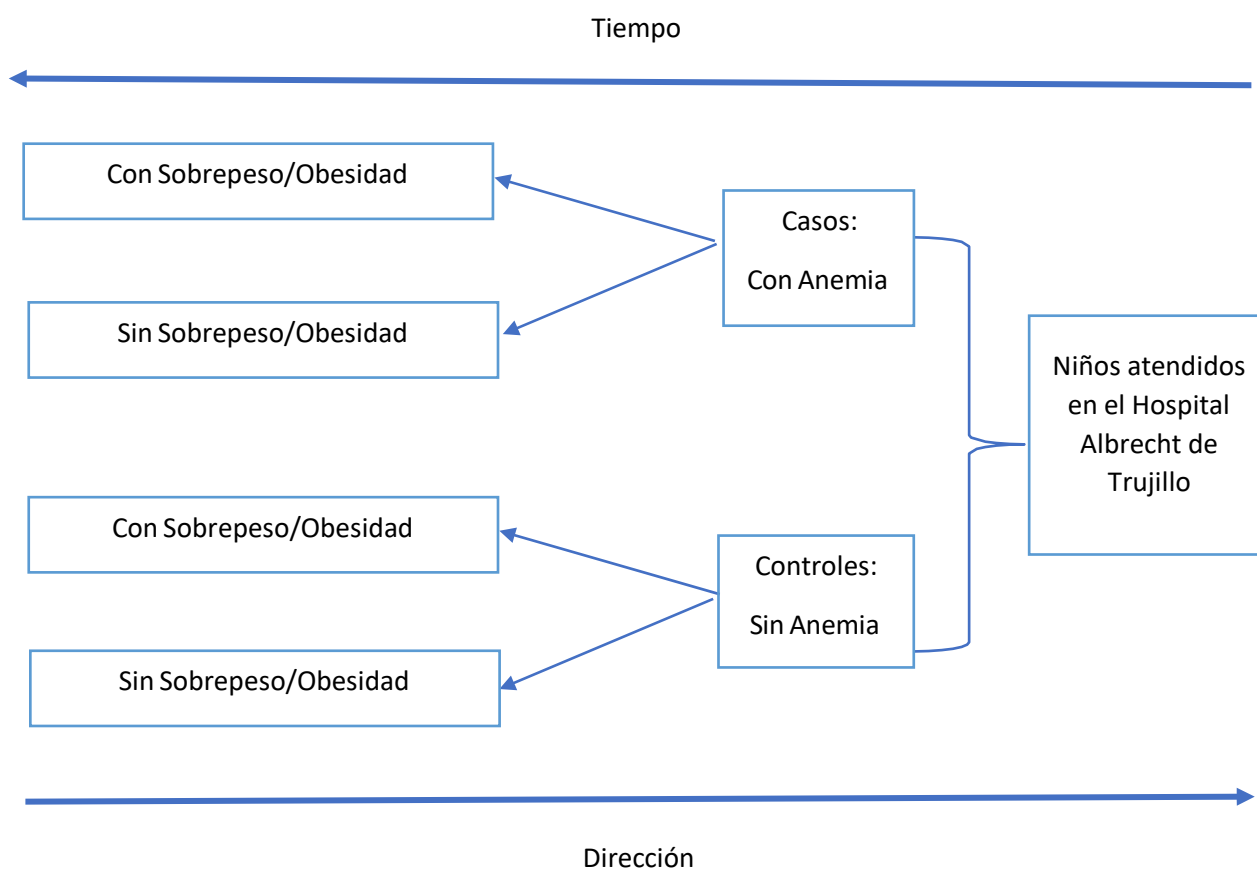 Tiempo
Con Sobrepeso/Obesidad
Sin Sobrepeso/Obesidad
Casos:
Con Anemia
Niños atendidos
en el Hospital
Albrecht de
Trujillo
Con Sobrepeso/Obesidad
Sin Sobrepeso/Obesidad
Controles:
Sin Anemia
Dirección